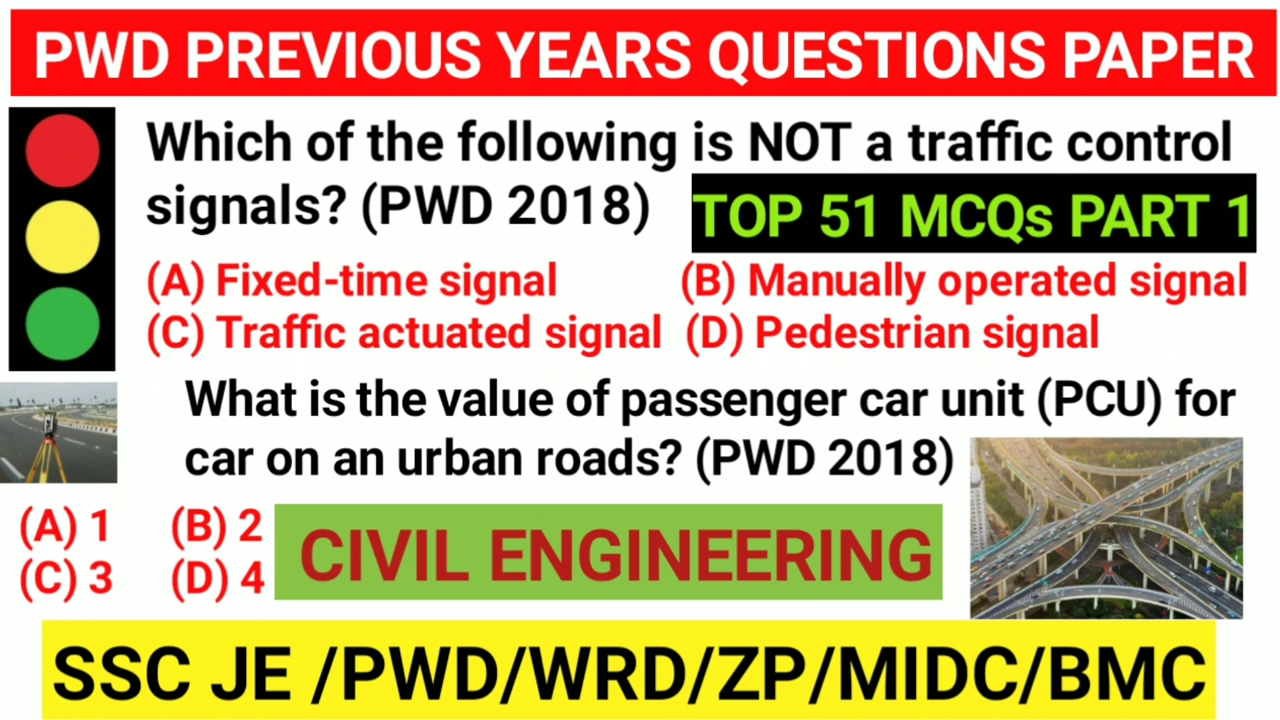 PWD PREVIOUS YEARS QUESTIONS PAPER
Which of the following is NOT a traffic control
signals? (PWD 2018)
TOP 51 MCQs PART 1
(A) Fixed-time signal
(B) Manually operated signal
(C) Traffic actuated signal
(D) Pedestrian signal
What is the value of passenger car unit (PCU) for
car on an urban roads? (PWD 2018)
(A) 1
(B) 2
(C) 3
(D) 4
CIVIL ENGINEERING
SSC JE /PWD/WRD/ZP/MIDC/BMC